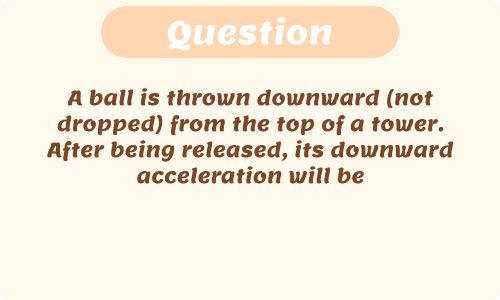 Question
A ball is thrown downward (not
dropped) from the top of a tower.
After being released, its downward
acceleration will be